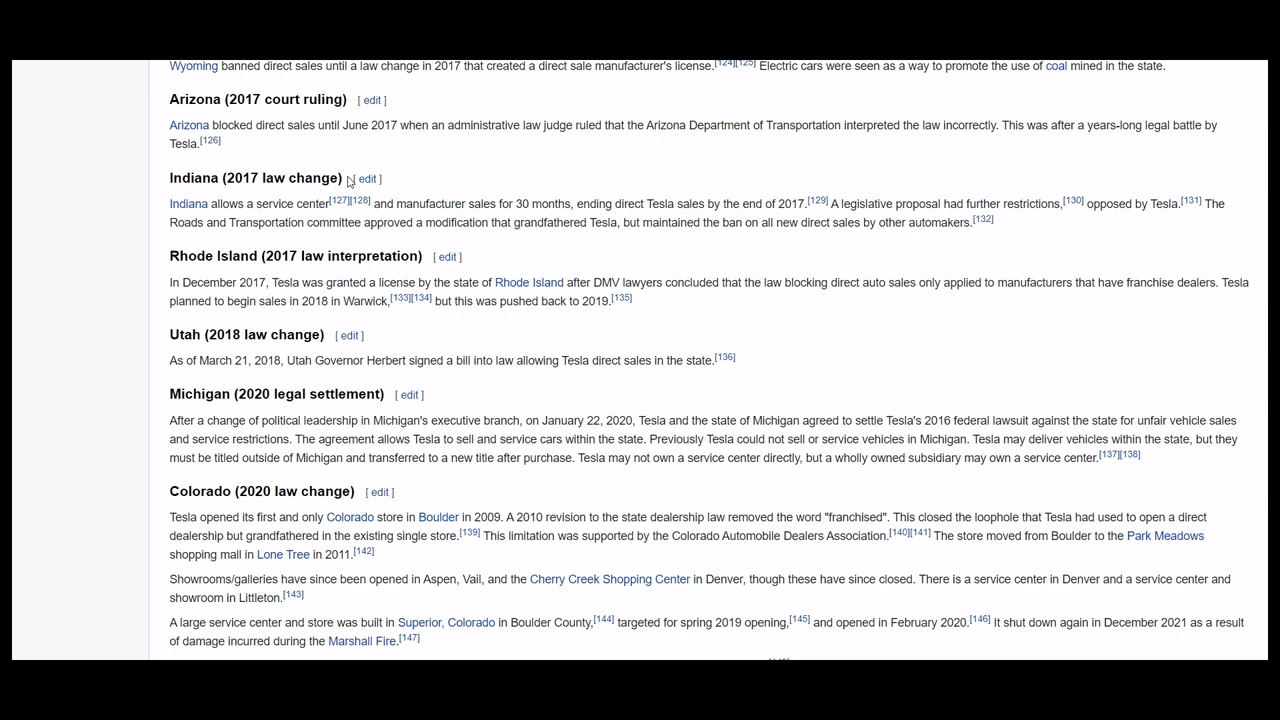 Wyoming banned direct sales until a law change in 2017 that created a direct sale manufacturer's license.[124][125] Electric cars were seen as a way to promote the use of coal mined in the state.
Arizona (2017 court ruling) [ edit ]
Arizona blocked direct sales until June 2017 when an administrative law judge ruled that the Arizona Department of Transportation interpreted the law incorrectly. This was after a years-long legal battle by
Tesla.[126]
Indiana (2017 law change) [ edit ]
Indiana allows a service center[127][128] and manufacturer sales for 30 months, ending direct Tesla sales by the end of 2017.[129] A legislative proposal had further restrictions,[130] opposed by Tesla.[131] The
Roads and Transportation committee approved a modification that grandfathered Tesla, but maintained the ban on all new direct sales by other automakers.[132]
Rhode Island (2017 law interpretation) [ edit ]
In December 2017, Tesla was granted a license by the state of Rhode Island after DMV lawyers concluded that the law blocking direct auto sales only applied to manufacturers that have franchise dealers. Tesla
planned to begin sales in 2018 in Warwick,[133][134] but this was pushed back to 2019.[135]
Utah (2018 law change) [ edit ]
As of March 21, 2018, Utah Governor Herbert signed a bill into law allowing Tesla direct sales in the state.[136]
Michigan (2020 legal settlement) [ edit ]
After a change of political leadership in Michigan's executive branch, on January 22, 2020, Tesla and the state of Michigan agreed to settle Tesla's 2016 federal lawsuit against the state for unfair vehicle sales
and service restrictions. The agreement allows Tesla to sell and service cars within the state. Previously Tesla could not sell or service vehicles in Michigan. Tesla may deliver vehicles within the state, but they
must be titled outside of Michigan and transferred to a new title after purchase. Tesla may not own a service center directly, but a wholly owned subsidiary may own a service center.[137][138]
Colorado (2020 law change) [ edit ]
Tesla opened its first and only Colorado store in Boulder in 2009. A 2010 revision to the state dealership law removed the word "franchised". This closed the loophole that Tesla had used to open a direct
dealership but grandfathered in the existing single store.[139] This limitation was supported by the Colorado Automobile Dealers Association.[140][141] The store moved from Boulder to the Park Meadows
shopping mall in Lone Tree in 2011.[142]
Showrooms/galleries have since been opened in Aspen, Vail, and the Cherry Creek Shopping Center in Denver, though these have since closed. There is a service center in Denver and a service center and
showroom in Littleton.[143]
A large service center and store was built in Superior, Colorado in Boulder County,[144] targeted for spring 2019 opening,[145] and opened in February 2020.[146] It shut down again in December 2021 as a result
of damage incurred during the Marshall Fire.[147]